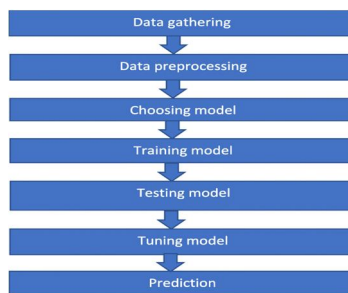 Data gathering
Data preprocessing
Choosing model
Training model
Testing model
Tuning model
Prediction